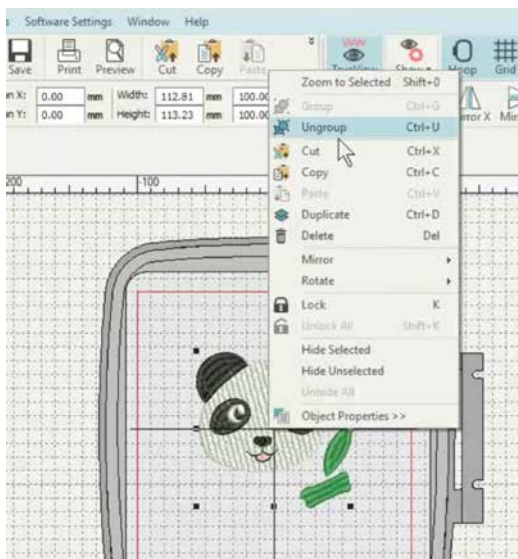 s Software Settings Window Help
Save Print Preview Cut Copy Paste TrueView Show Hoop Grid
n X: 0.00 mm Width: 112.81 mm 100.00
n Y: 0.00 mm Height: 113.23 mm 100.00
ror X Mir
200 -100
Zoom to Selected Shift+0
Group Ctrl+G
Ungroup Ctrl+U
Cut Ctrl+X
Copy Ctrl+C
Paste Ctrl+V
Duplicate Ctrl+D
Delete Del
Mirror
Rotate
Lock K
Unlock All Shift+K
Hide Selected
Hide Unselected
Unhide All
Object Properties >>